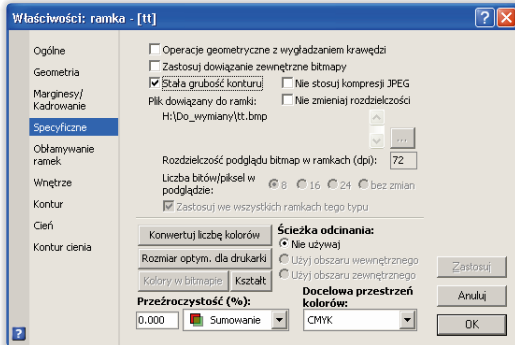 Właściwości: ramka - [tt]
Ogólne
Geometria
Marginesy/
Kadrowanie
Specyficzne
Obłamywanie
ramek
Wnętrze
Kontur
Cień
Kontur cienia
Operacje geometryczne z wygładzaniem krawędzi
Zastosuj dowiązanie zewnętrzne bitmapy
Stała grubość konturu
Nie stosuj kompresji JPEG
Plik dowiązany do ramki:
Nie zmieniaj rozdzielczości
H:\Do_wymiany\tt.bmp
...
Rozdzielczość podglądu bitmap w ramkach (dpi): 72
Liczba bitów/piksel w
podglądzie:
8 16 24 bez zmian
Zastosuj we wszystkich ramkach tego typu
Konwertuj liczbę kolorów
Rozmiar optym. dla drukarki
Kolory w bitmapie Kształt
Ścieżka odcinania:
Nie używaj
Użyj obszaru wewnętrznego
Użyj obszaru zewnętrznego
Przeźroczystość (%):
0.000 Sumowanie
Docelowa przestrzeń
kolorów:
CMYK
Zastosuj
Anuluj
OK